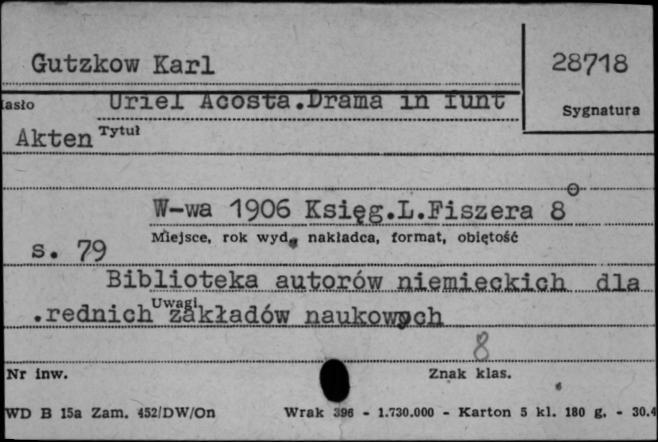 Gutzkow Karl
28718
asło
Uriel Acosta.Drama in funt
Sygnatura
Akten Tytuł
W-wa 1906 Księg.L.Fiszera 8°
Miejsce, rok wyd., nakładca, format, objętość
s. 79
Biblioteka autorów niemieckich dla
.rednich zakładów naukowych
Uwagi
8
Nr inw.
Znak klas.
WD B 15a Zam. 452/DW/On
Wrak 396 - 1.730.000 - Karton 5 kl. 180 g. - 30.4